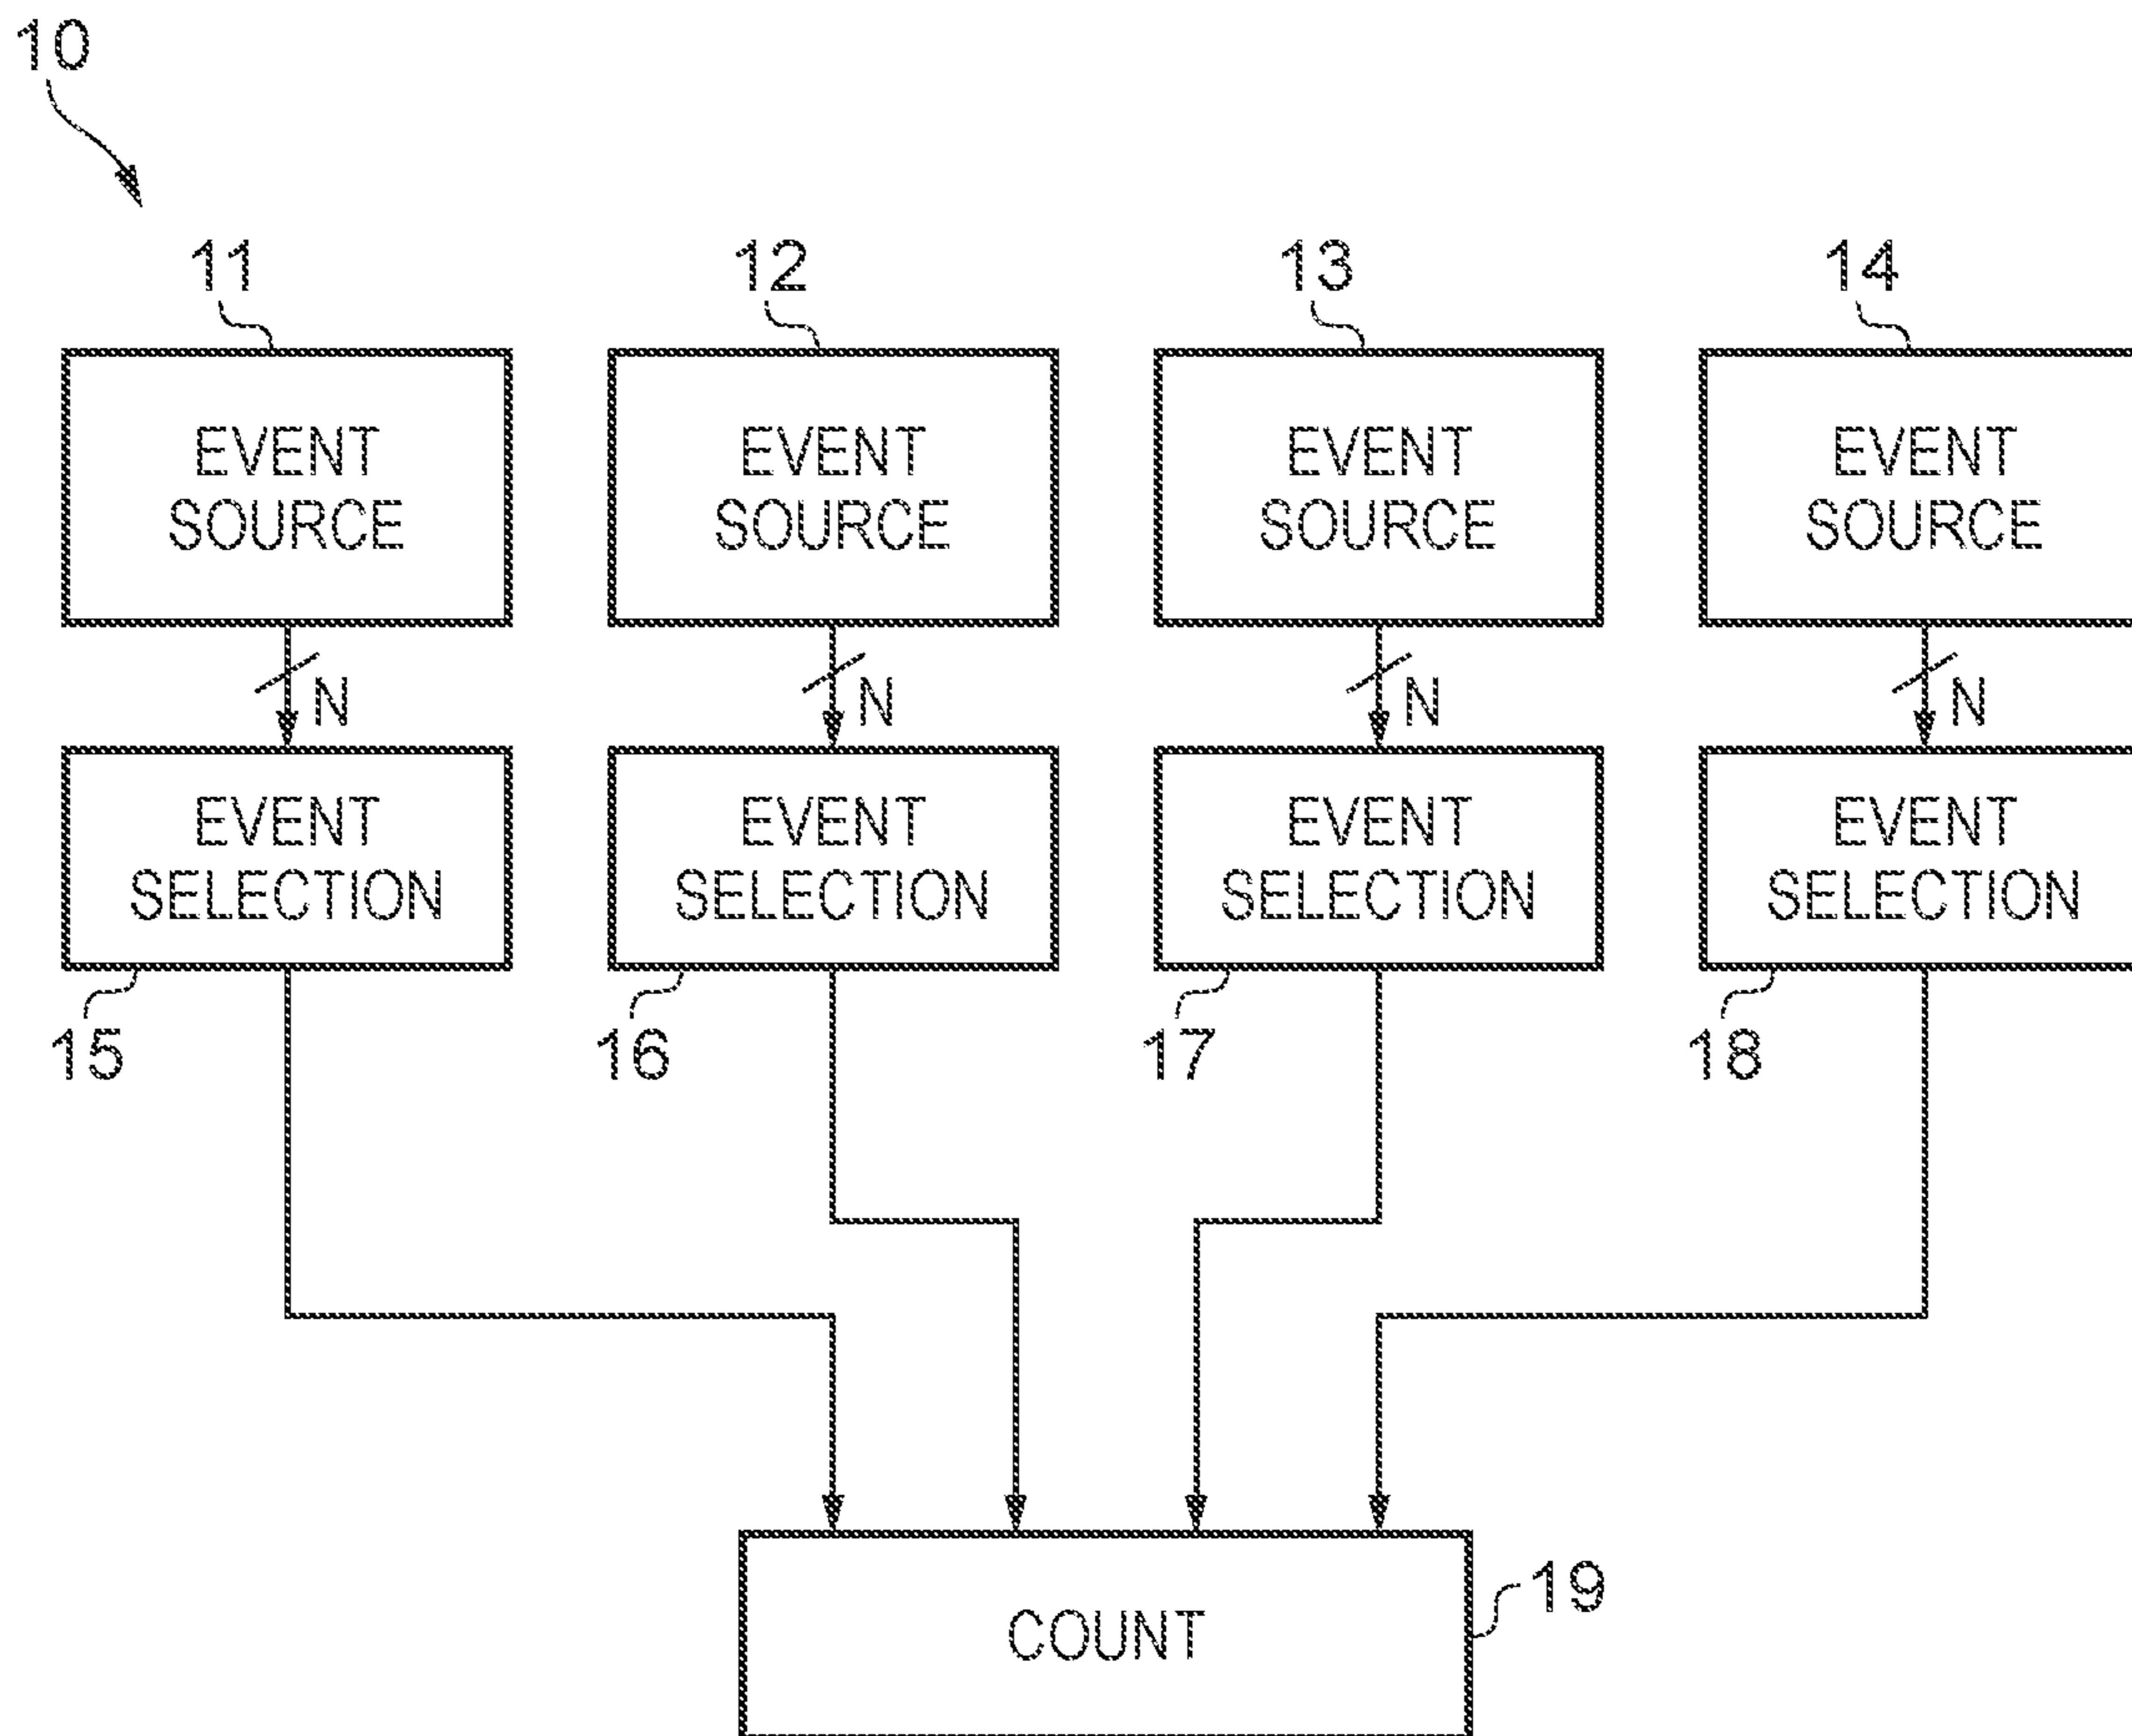 10
11 12 13 14
EVENT SOURCE EVENT SOURCE EVENT SOURCE EVENT SOURCE
N N N N
EVENT SELECTION EVENT SELECTION EVENT SELECTION EVENT SELECTION
15 16 17 18
COUNT 19